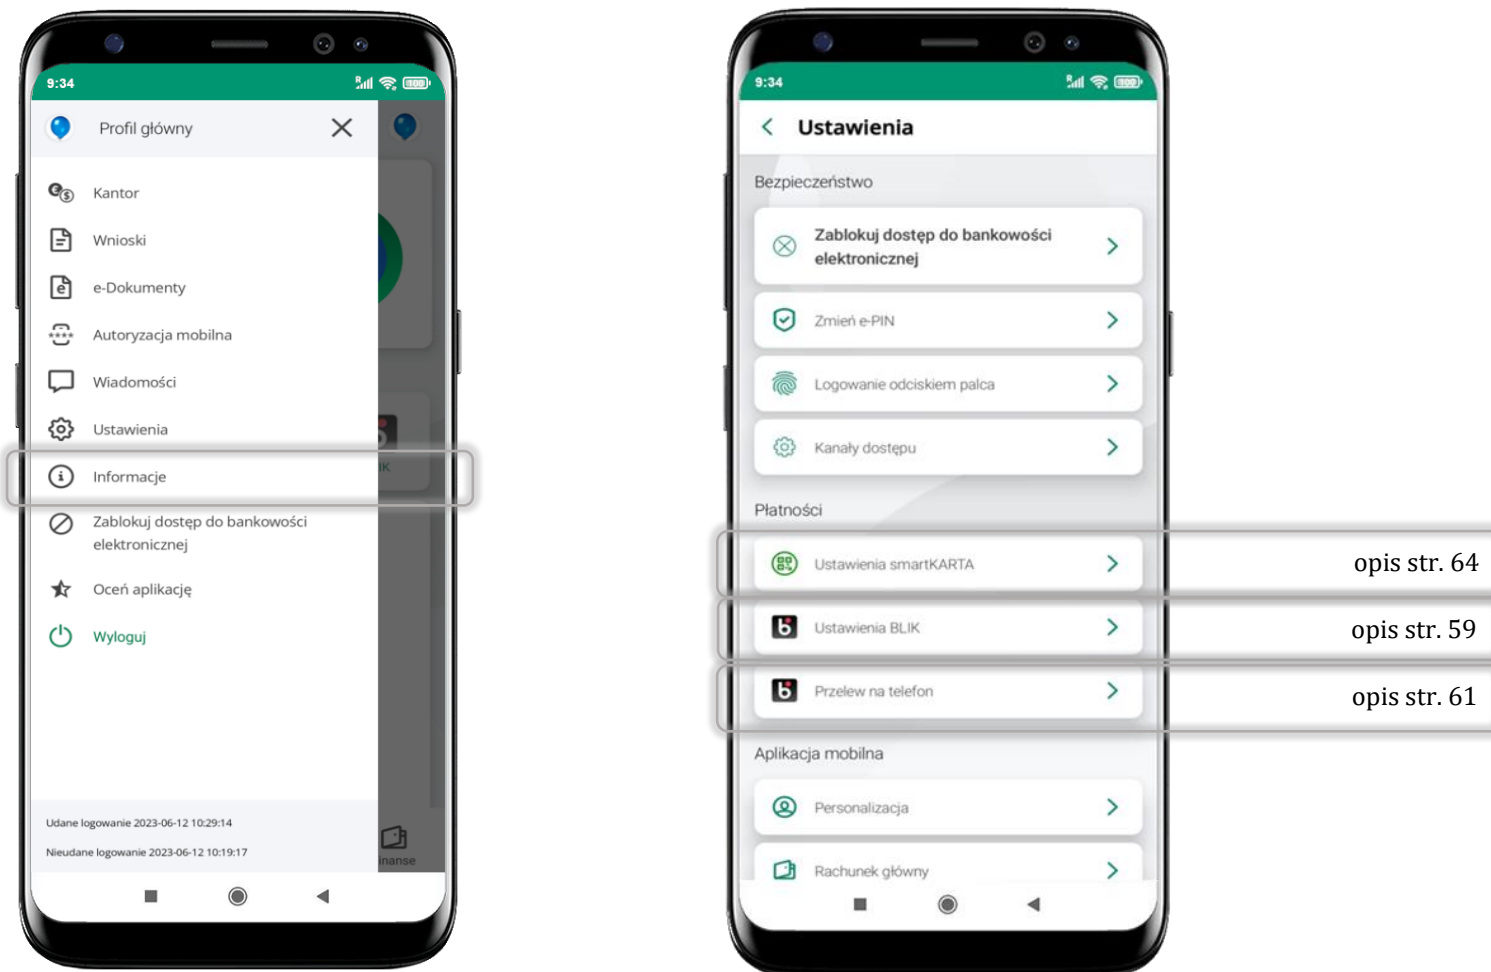 9:34
Profil główny
Kantor
Wnioski
e-Dokumenty
Autoryzacja mobilna
Wiadomości
Ustawienia
IK
Informacje
Zablokuj dostęp do bankowości
elektronicznej
Oceń aplikację
Wyloguj
Udane logowanie 2023-06-12 10:29:14
Nieudane logowanie 2023-06-12 10:19:17
inanse
9:34
Ustawienia
Bezpieczeństwo
Zablokuj dostęp do bankowości
elektronicznej
Zmień e-PIN
Logowanie odciskiem palca
Kanały dostępu
Płatności
Ustawienia smartKARTA
opis str. 64
Ustawienia BLIK
opis str. 59
Przelew na telefon
opis str. 61
Aplikacja mobilna
Personalizacja
Rachunek główny